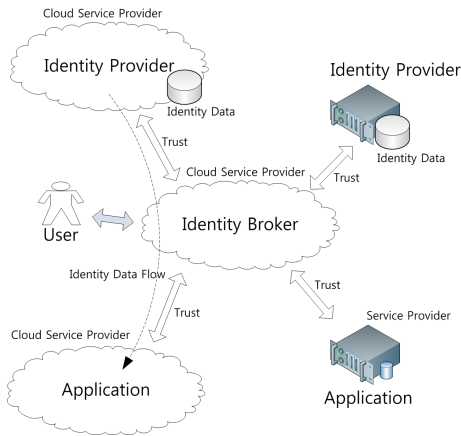 Cloud Service Provider
Identity Provider
Identity Data
Trust
Identity Provider
Identity Data
Trust
Cloud Service Provider
Identity Broker
User
Identity Data Flow
Trust
Trust
Cloud Service Provider
Application
Service Provider
Application